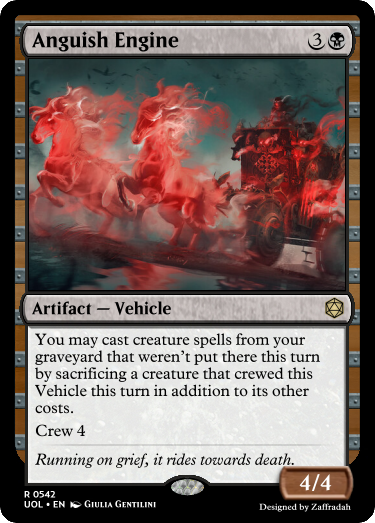 Anguish Engine 3
Artifact — Vehicle
You may cast creature spells from your
graveyard that weren't put there this turn
by sacrificing a creature that crewed this
Vehicle this turn in addition to its other
costs.
Crew 4
Running on grief, it rides towards death.
4/4
R 0542
UOL • EN Giulia Gentilini
Designed by Zaffradah